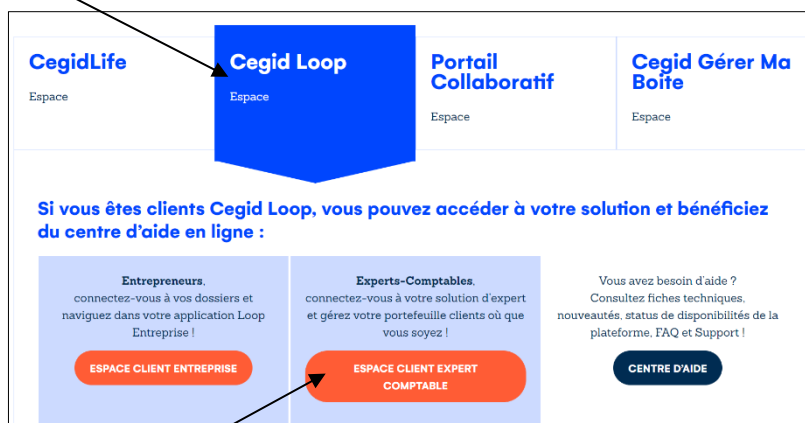 CegidLife
Espace
Cegid Loop
Espace
Portail
Collaboratif
Espace
Cegid Gérer Ma
Boite
Espace
Si vous êtes clients Cegid Loop, vous pouvez accéder à votre solution et bénéficiez
du centre d'aide en ligne :
Entrepreneurs,
connectez-vous à vos dossiers et
naviguez dans votre application Loop
Entreprise !
ESPACE CLIENT ENTREPRISE
Experts-Comptables,
connectez-vous à votre solution d'expert
et gérez votre portefeuille clients où que
vous soyez !
ESPACE CLIENT EXPERT
COMPTABLE
Vous avez besoin d'aide ?
Consultez fiches techniques,
nouveautés, status de disponibilités de la
plateforme, FAQ et Support !
CENTRE D'AIDE